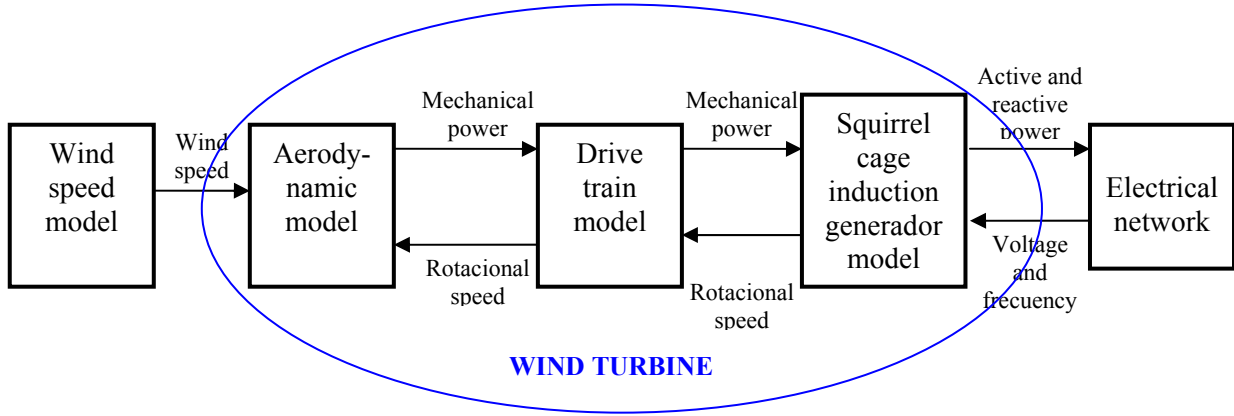 Wind
speed
model
Wind
speed
Aerody-
namic
model
Mechanical
power
Rotacional
speed
Drive
train
model
Mechanical
power
Rotacional
speed
Squirrel
cage
induction
generador
model
Active and
reactive
power
Voltage
and
frecuency
Electrical
network
WIND TURBINE